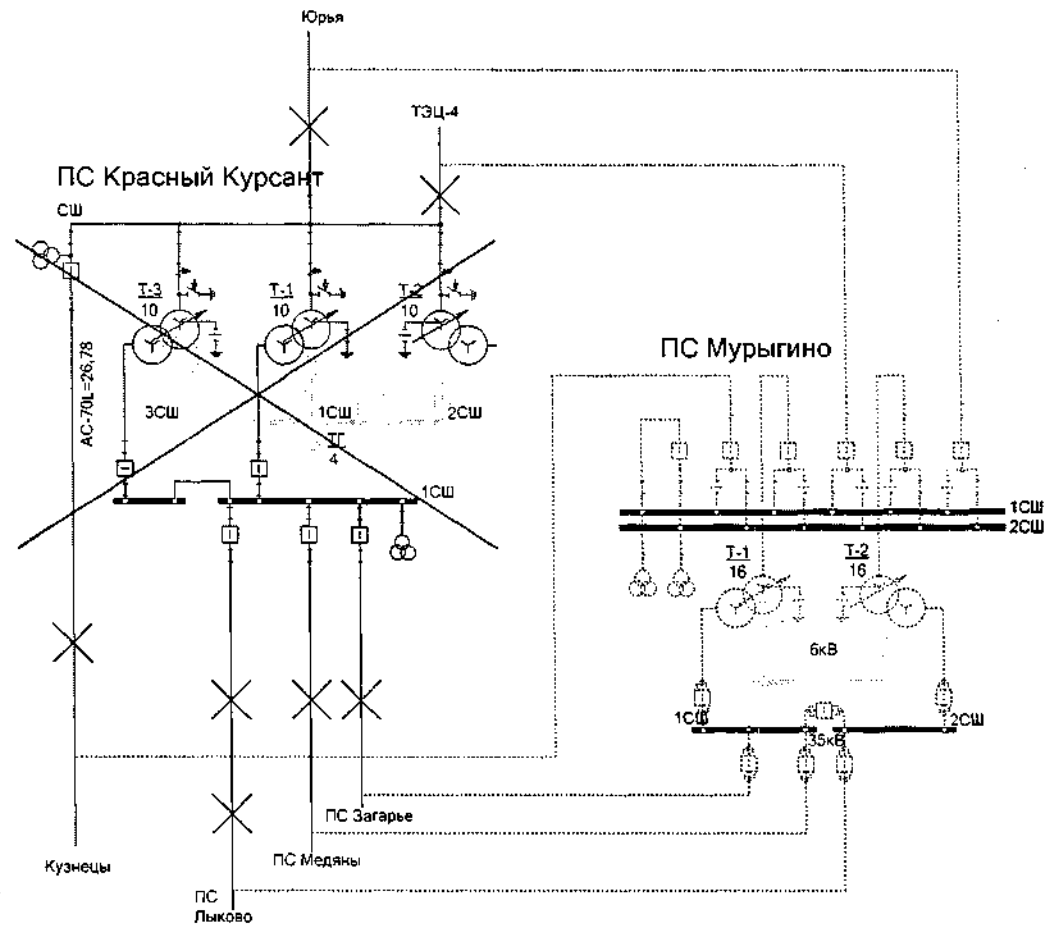 Юрья
ТЭЦ-4
ПС Красный Курсант
СШ
Т-3
10
Т-1
10
Т-2
10
АС-70L=26,78
3СШ
1СШ
2СШ
4
1СШ
ПС Мурыгино
1СШ
2СШ
Т-1
16
Т-2
16
6кВ
1СШ
2СШ
35кВ
ПС Загарье
ПС Медяны
Кузнецы
ПС
Лыково